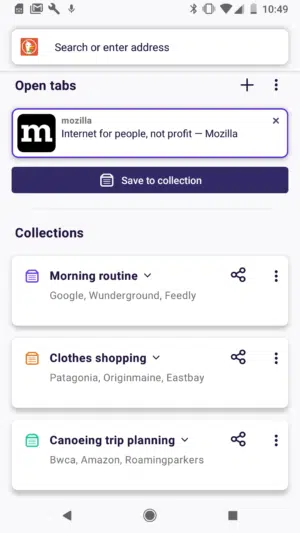 10:49
Search or enter address
Open tabs
m
mozilla
Internet for people, not profit — Mozilla
Save to collection
Collections
Morning routine
Google, Wunderground, Feedly
Clothes shopping
Patagonia, Originmaine, Eastbay
Canoeing trip planning
Bwca, Amazon, Roamingparkers